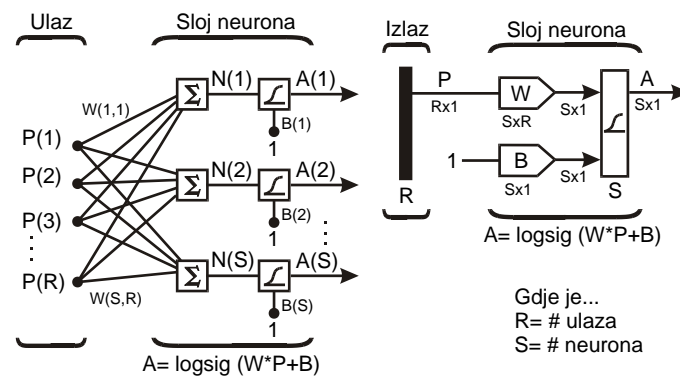 Ulaz
Sloj neurona
P(1)
P(2)
P(3)
P(R)
W(1,1)
W(S,R)
Σ
N(1)
A(1)
B(1)
1
Σ
N(2)
A(2)
B(2)
1
Σ
N(S)
A(S)
B(S)
1
A= logsig (W*P+B)
Izlaz
Sloj neurona
P
Rx1
W
SxR
Sx1
A
Sx1
1
B
Sx1
Sx1
R
S
A= logsig (W*P+B)
Gdje je...
R= # ulaza
S= # neurona